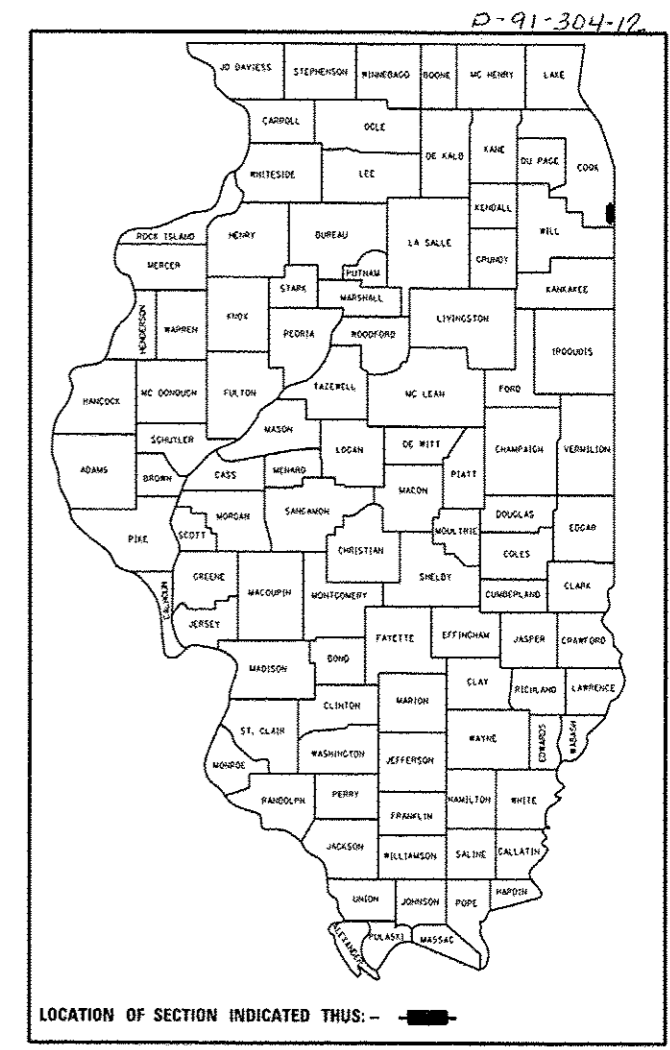 D-91-304-12
JO DAVIESS STEPHENSON WINNEBAGO BOONE MC HENRY LAKE
CARROLL OGLE DE KALB KANE DU PAGE COOK
WHITESIDE LEE KENDALL
ROCK ISLAND HENRY BUREAU LA SALLE GRUNDY WILL
MERCER STARK PUTNAM KANKAKEE
MARSHALL
HENDERSON WARREN KNOX PEORIA WOODFORD LIVINGSTON IROQUOIS
HANCOCK MC DONOUGH FULTON TAZEWELL MC LEAN FORD
SCHUYLER MASON LOGAN DE WITT CHAMPAIGN VERMILION
ADAMS BROWN CASS MENARD PIATT
MACON
PIKE SCOTT MORGAN SANGAMON CHRISTIAN MOULTRIE DOUGLAS EDGAR
COLES
CALHOUN GREENE MACOUPIN MONTGOMERY SHELBY CUMBERLAND CLARK
JERSEY FAYETTE EFFINGHAM JASPER CRAWFORD
MADISON BOND
CLINTON MARION CLAY RICHLAND LAWRENCE
ST. CLAIR WASHINGTON JEFFERSON WAYNE EDWARDS WABASH
MONROE
RANDOLPH PERRY FRANKLIN HAMILTON WHITE
JACKSON WILLIAMSON SALINE GALLATIN
UNION JOHNSON POPE HARDIN
ALEXANDER PULASKI MASSAC
LOCATION OF SECTION INDICATED THUS: -